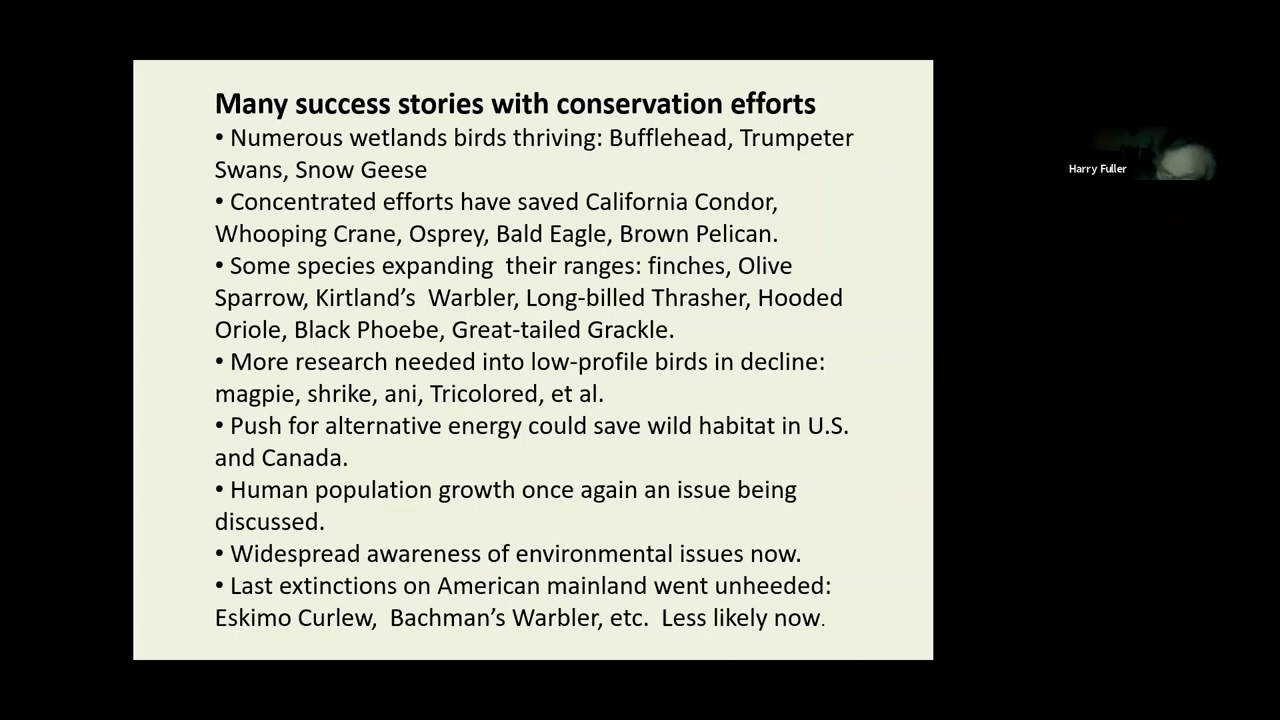 Many success stories with conservation efforts
• Numerous wetlands birds thriving: Bufflehead, Trumpeter
Swans, Snow Geese
• Concentrated efforts have saved California Condor,
Whooping Crane, Osprey, Bald Eagle, Brown Pelican.
• Some species expanding  their ranges: finches, Olive
Sparrow, Kirtland’s  Warbler, Long-billed Thrasher, Hooded
Oriole, Black Phoebe, Great-tailed Grackle.
• More research needed into low-profile birds in decline:
magpie, shrike, ani, Tricolored, et al.
• Push for alternative energy could save wild habitat in U.S.
and Canada.
• Human population growth once again an issue being
discussed.
• Widespread awareness of environmental issues now.
• Last extinctions on American mainland went unheeded:
Eskimo Curlew,  Bachman’s Warbler, etc.  Less likely now.
Harry Fuller